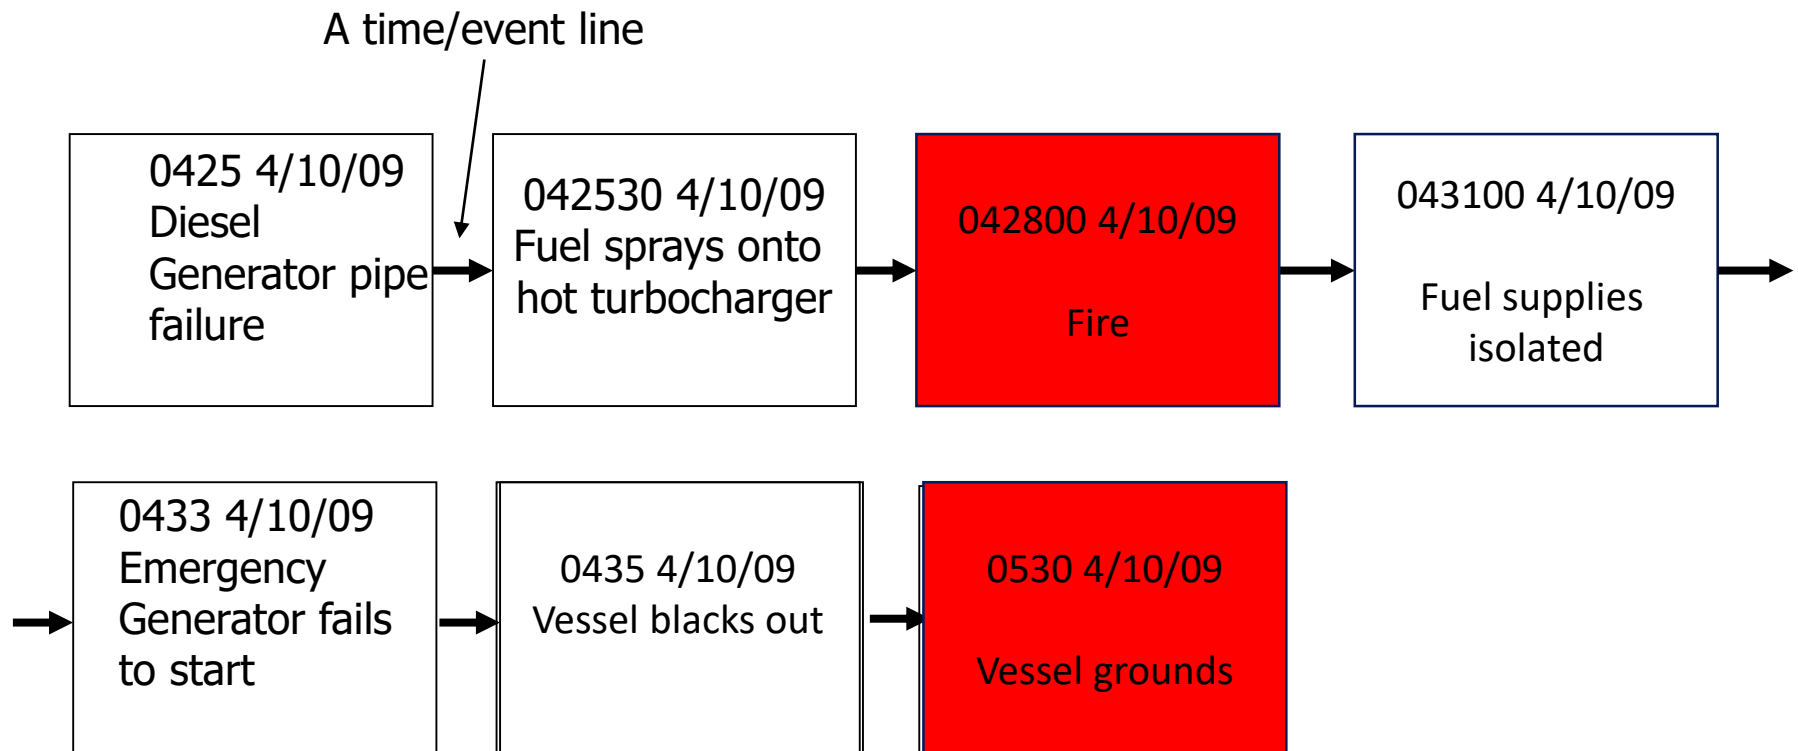 A time/event line
0425 4/10/09
Diesel
Generator pipe
failure
042530 4/10/09
Fuel sprays onto
hot turbocharger
042800 4/10/09
Fire
043100 4/10/09
Fuel supplies
isolated
0433 4/10/09
Emergency
Generator fails
to start
0435 4/10/09
Vessel blacks out
0530 4/10/09
Vessel grounds